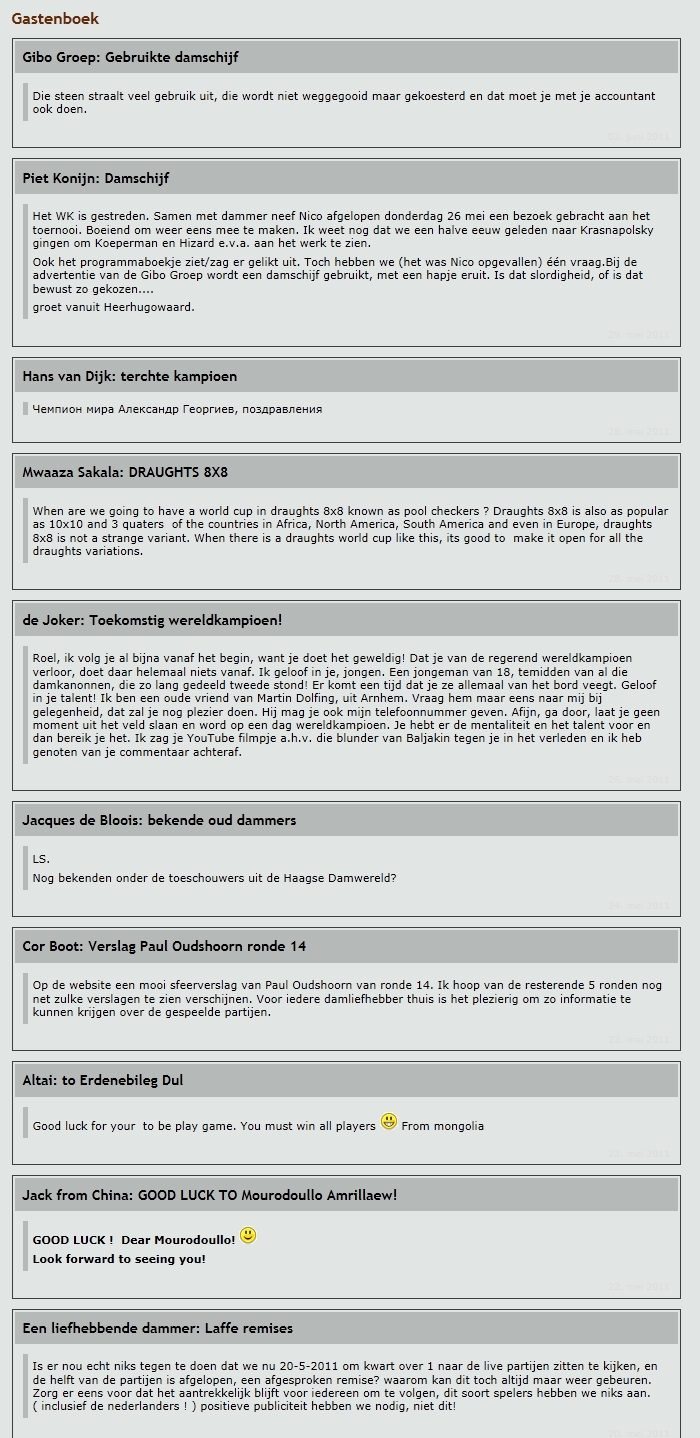 Gastenboek
Gibo Groep: Gebruikte damschijf
Die steen straalt veel gebruik uit, die wordt niet weggegooid maar gekoesterd en dat moet je met je accountant
ook doen.
Piet Konijn: Damschijf
Het WK is gestreden. Samen met dammer neef Nico afgelopen donderdag 26 mei een bezoek gebracht aan het
toernooi. Boeiend om weer eens mee te maken. Ik weet nog dat we een halve eeuw geleden naar Krasnapolsky
gingen om Koeperman en Hizard e.v.a. aan het werk te zien.
Ook het programmaboekje ziet/zag er gelikt uit. Toch hebben we (het was Nico opgevallen) één vraag.Bij de
advertentie van de Gibo Groep wordt een damschijf gebruikt, met een hapje eruit. Is dat slordigheid, of is dat
bewust zo gekozen....
groet vanuit Heerhugowaard.
Hans van Dijk: terchte kampioen
Чемпион мира Александр Георгиев, поздравления
Mwaaza Sakala: DRAUGHTS 8X8
When are we going to have a world cup in draughts 8x8 known as pool checkers ? Draughts 8x8 is also as popular
as 10x10 and 3 quaters  of the countries in Africa, North America, South America and even in Europe, draughts
8x8 is not a strange variant. When there is a draughts world cup like this, its good to  make it open for all the
draughts variations.
de Joker: Toekomstig wereldkampioen!
Roel, ik volg je al bijna vanaf het begin, want je doet het geweldig! Dat je van de regerend wereldkampioen
verloor, doet daar helemaal niets vanaf. Ik geloof in je, jongen. Een jongeman van 18, temidden van al die
damkanonnen, die zo lang gedeeld tweede stond! Er komt een tijd dat je ze allemaal van het bord veegt. Geloof
in je talent! Ik ben een oude vriend van Martin Dolfing, uit Arnhem. Vraag hem maar eens naar mij bij
gelegenheid, dat zal je nog plezier doen. Hij mag je ook mijn telefoonnummer geven. Afijn, ga door, laat je geen
moment uit het veld slaan en word op een dag wereldkampioen. Je hebt er de mentaliteit en het talent voor en
dan bereik je het. Ik zag je YouTube filmpje a.h.v. die blunder van Baljakin tegen je in het verleden en ik heb
genoten van je commentaar achteraf.
Jacques de Bloois: bekende oud dammers
LS.
Nog bekenden onder de toeschouwers uit de Haagse Damwereld?
Cor Boot: Verslag Paul Oudshoorn ronde 14
Op de website een mooi sfeerverslag van Paul Oudshoorn van ronde 14. Ik hoop van de resterende 5 ronden nog
net zulke verslagen te zien verschijnen. Voor iedere damliefhebber thuis is het plezierig om zo informatie te
kunnen krijgen over de gespeelde partijen.
Altai: to Erdenebileg Dul
Good luck for your  to be play game. You must win all players From mongolia
Jack from China: GOOD LUCK TO Mourodoullo Amrillaew!
GOOD LUCK !  Dear Mourodoullo!
Look forward to seeing you!
Een liefhebbende dammer: Laffe remises
Is er nou echt niks tegen te doen dat we nu 20-5-2011 om kwart over 1 naar de live partijen zitten te kijken, en
de helft van de partijen is afgelopen, een afgesproken remise? waarom kan dit toch altijd maar weer gebeuren.
Zorg er eens voor dat het aantrekkelijk blijft voor iedereen om te volgen, dit soort spelers hebben we niks aan.
( inclusief de nederlanders ! ) positieve publiciteit hebben we nodig, niet dit!